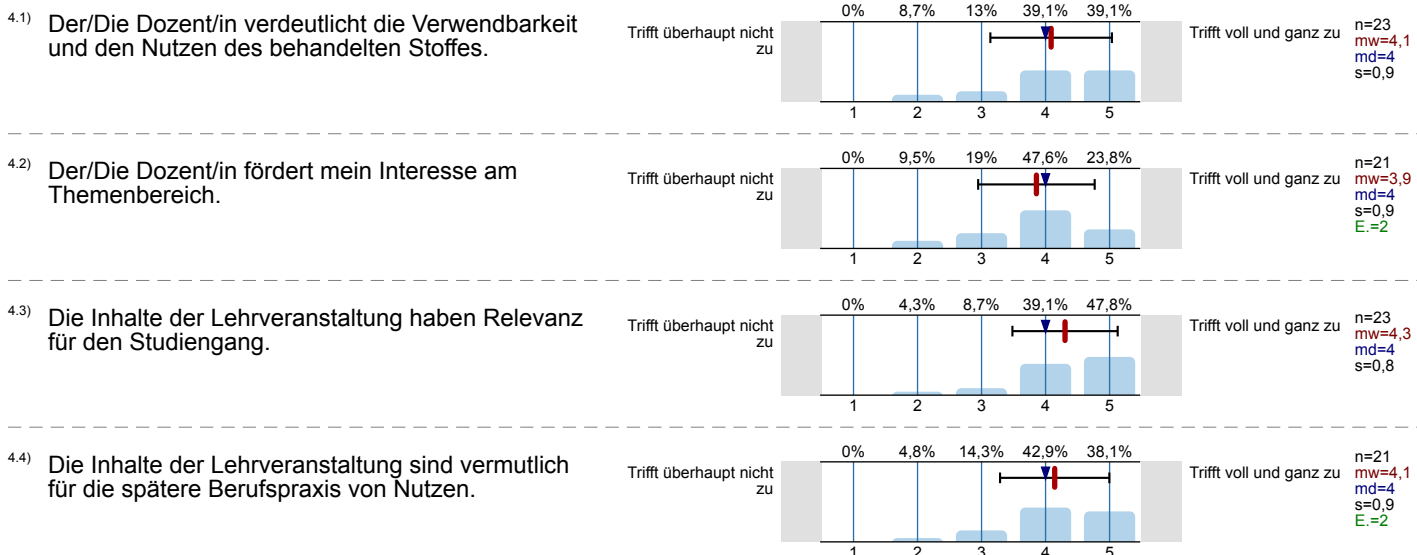 4.1) Der/Die Dozent/in verdeutlicht die Verwendbarkeit
und den Nutzen des behandelten Stoffes.
Trifft überhaupt nicht
zu
0% 8,7% 13% 39,1% 39,1%
1 2 3 4 5
Trifft voll und ganz zu
n=23
mw=4,1
md=4
s=0,9
4.2) Der/Die Dozent/in fördert mein Interesse am
Themenbereich.
Trifft überhaupt nicht
zu
0% 9,5% 19% 47,6% 23,8%
1 2 3 4 5
Trifft voll und ganz zu
n=21
mw=3,9
md=4
s=0,9
E.=2
4.3) Die Inhalte der Lehrveranstaltung haben Relevanz
für den Studiengang.
Trifft überhaupt nicht
zu
0% 4,3% 8,7% 39,1% 47,8%
1 2 3 4 5
Trifft voll und ganz zu
n=23
mw=4,3
md=4
s=0,8
4.4) Die Inhalte der Lehrveranstaltung sind vermutlich
für die spätere Berufspraxis von Nutzen.
Trifft überhaupt nicht
zu
0% 4,8% 14,3% 42,9% 38,1%
1 2 3 4 5
Trifft voll und ganz zu
n=21
mw=4,1
md=4
s=0,9
E.=2